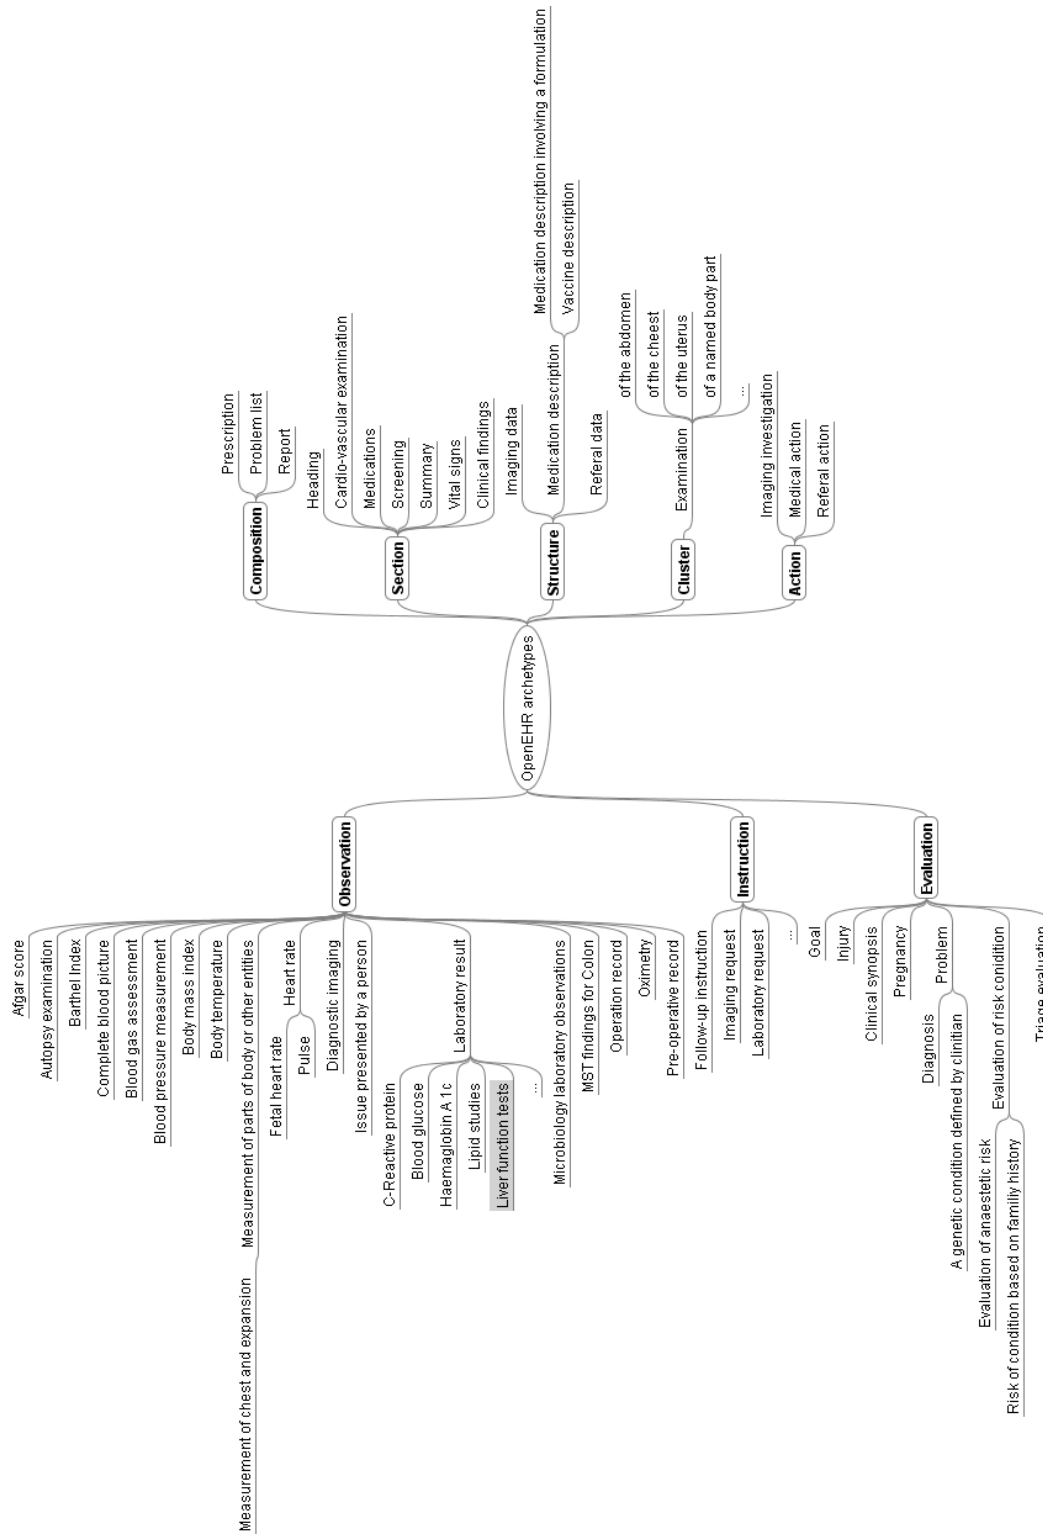 OpenEHR archetypes
Observation
Afgar score
Autopsy examination
Barthel Index
Complete blood picture
Blood gas assessment
Blood pressure measurement
Body mass index
Body temperature
Measurement of parts of body or other entities
Measurement of chest and expansion
Heart rate
Fetal heart rate
Pulse
Diagnostic imaging
Issue presented by a person
Laboratory result
C-Reactive protein
Blood glucose
Haemaglobin A 1c
Lipid studies
Liver function tests
...
Microbiology laboratory observations
MST findings for Colon
Operation record
Oximetry
Pre-operative record
Instruction
Follow-up instruction
Imaging request
Laboratory request
...
Evaluation
Goal
Injury
Clinical synopsis
Pregnancy
Problem
Diagnosis
A genetic condition defined by clinitian
Evaluation of risk conidition
Evaluation of anaestetic risk
Risk of condition based on familiy history
Triage evaluation
Composition
Prescription
Problem list
Report
Section
Heading
Cardio-vascular examination
Medications
Screening
Summary
Vital signs
Clinical findings
Structure
Imaging data
Medication description
Medication description involving a formulation
Vaccine description
Referal data
Cluster
Examination
of the abdomen
of the cheest
of the uterus
of a named body part
...
Action
Imaging investigation
Medical action
Referal action